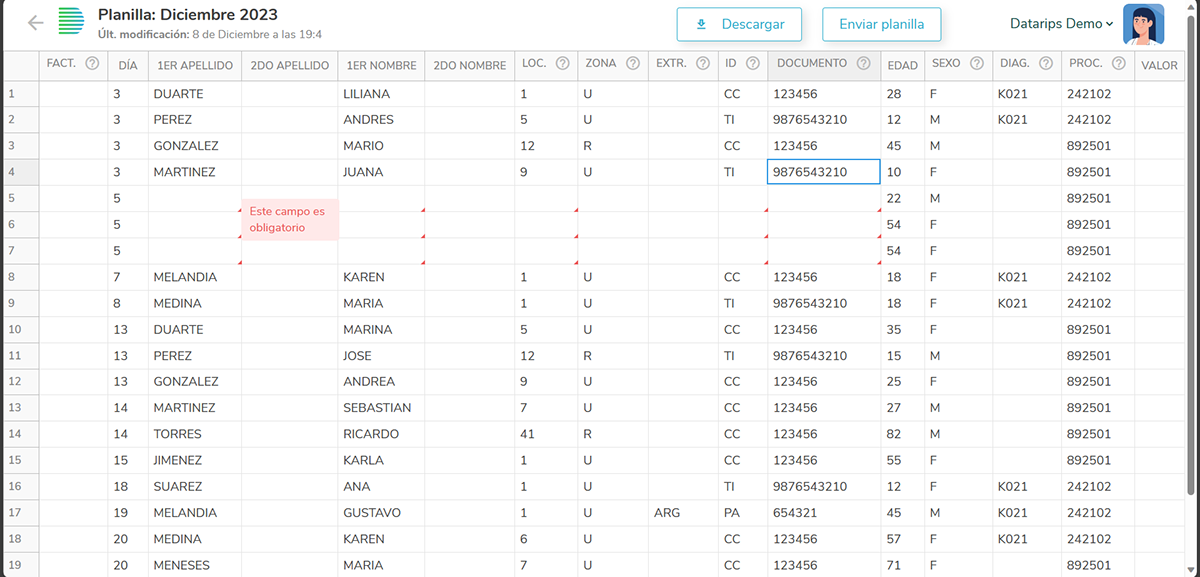 Planilla: Diciembre 2023
Últ. modificación: 8 de Diciembre a las 19:4
Descargar
Enviar planilla
Datarips Demo
FACT. ? DÍA 1ER APELLIDO 2DO APELLIDO 1ER NOMBRE 2DO NOMBRE LOC. ? ZONA ? EXTR. ? ID ? DOCUMENTO ? EDAD SEXO ? DIAG. ? PROC. ? VALOR
1 3 DUARTE LILIANA 1 U CC 123456 28 F K021 242102
2 3 PEREZ ANDRES 5 U TI 9876543210 12 M K021 242102
3 3 GONZALEZ MARIO 12 R CC 123456 45 M 892501
4 3 MARTINEZ JUANA 9 U TI 9876543210 10 F 892501
5 5 22 M 892501
Este campo es
obligatorio
6 5 54 F 892501
7 5 54 F 892501
8 7 MELANDIA KAREN 1 U CC 123456 18 F K021 242102
9 8 MEDINA MARIA 1 U TI 9876543210 18 F K021 242102
10 13 DUARTE MARINA 5 U CC 123456 35 F 892501
11 13 PEREZ JOSE 12 R TI 9876543210 15 M 892501
12 13 GONZALEZ ANDREA 9 U CC 123456 25 F 892501
13 14 MARTINEZ SEBASTIAN 7 U CC 123456 27 M 892501
14 14 TORRES RICARDO 41 R CC 123456 82 M 892501
15 15 JIMENEZ KARLA 1 U CC 123456 55 F 892501
16 18 SUAREZ ANA 1 U TI 9876543210 12 F K021 242102
17 19 MELANDIA GUSTAVO 1 U ARG PA 654321 45 M K021 242102
18 20 MEDINA KAREN 6 U CC 123456 57 F K021 242102
19 20 MENESES MARIA 7 U CC 123456 71 F 892501